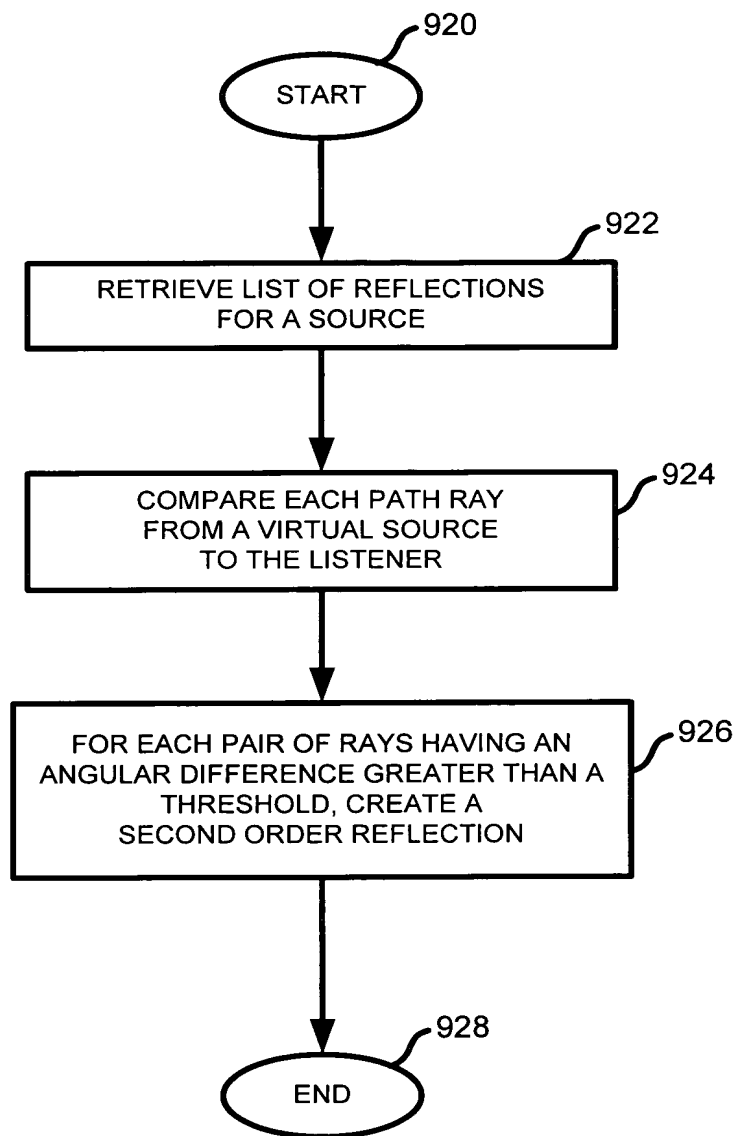 920
START
922
RETRIEVE LIST OF REFLECTIONS
FOR A SOURCE
924
COMPARE EACH PATH RAY
FROM A VIRTUAL SOURCE
TO THE LISTENER
926
FOR EACH PAIR OF RAYS HAVING AN
ANGULAR DIFFERENCE GREATER THAN A
THRESHOLD, CREATE A
SECOND ORDER REFLECTION
928
END